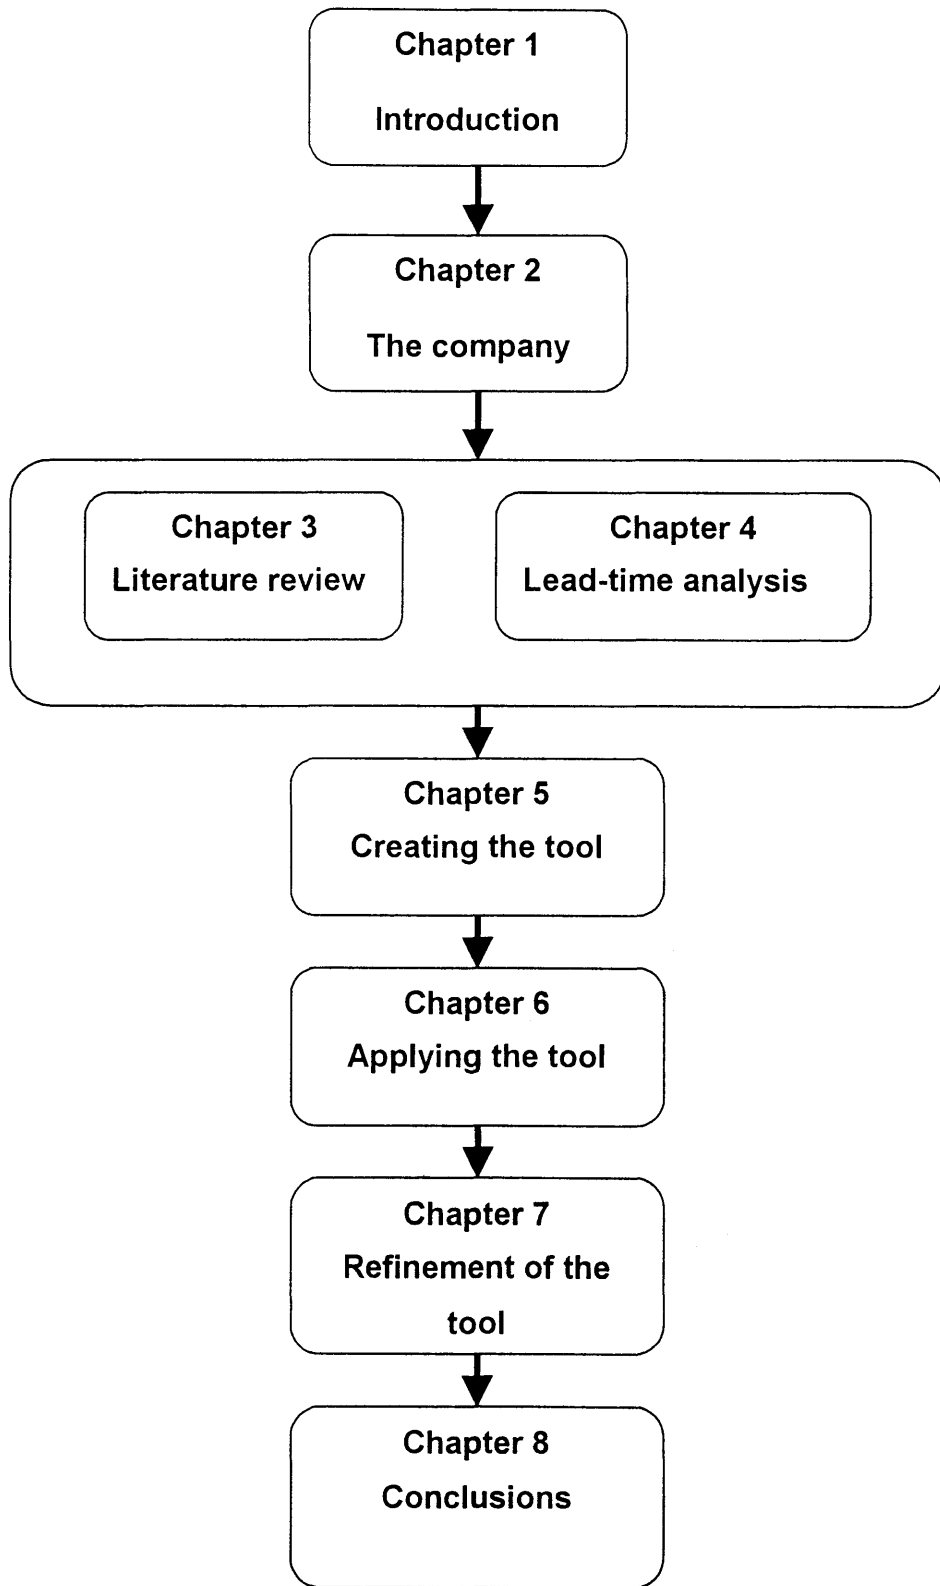 Chapter 1
Introduction
Chapter 2
The company
Chapter 3
Literature review
Chapter 4
Lead-time analysis
Chapter 5
Creating the tool
Chapter 6
Applying the tool
Chapter 7
Refinement of the
tool
Chapter 8
Conclusions